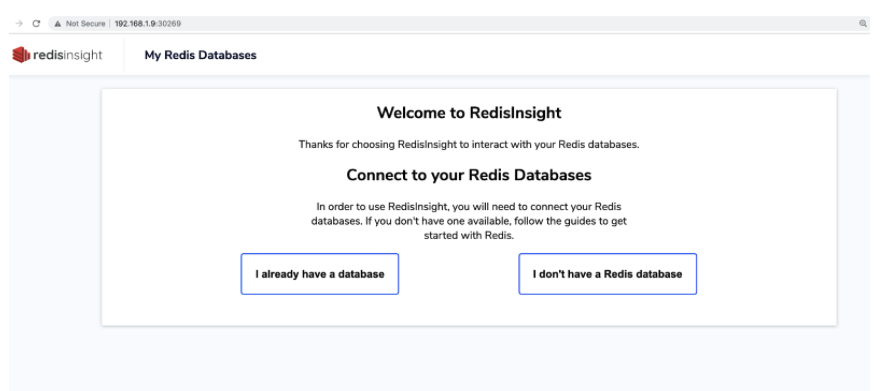 Not Secure | 192.168.1.9:30269
redisinsight
My Redis Databases
Welcome to RedisInsight
Thanks for choosing RedisInsight to interact with your Redis databases.
Connect to your Redis Databases
In order to use RedisInsight, you will need to connect your Redis
databases. If you don't have one available, follow the guides to get
started with Redis.
I already have a database
I don't have a Redis database